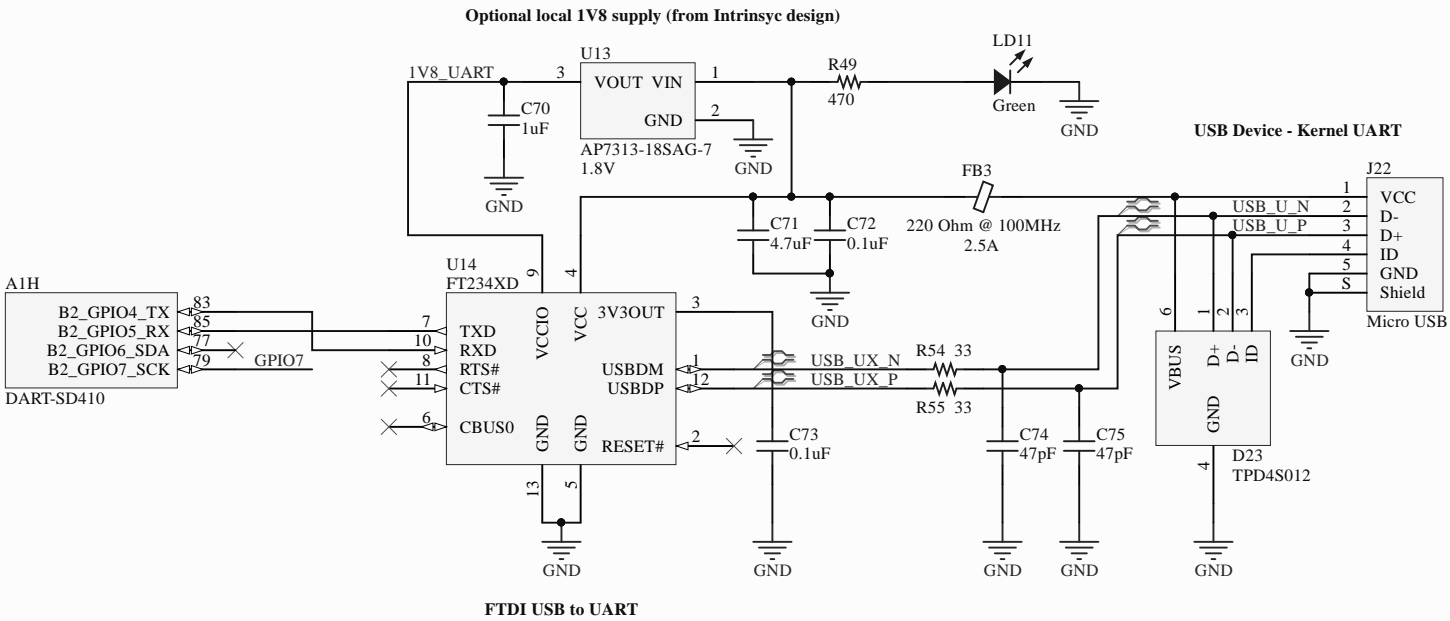 Optional local 1V8 supply (from Intrinsyc design)
U13
LD11
1V8_UART
3
VOUT VIN
1
R49
470
Green
C70
1uF
GND
2
GND
GND
AP7313-18SAG-7
1.8V
GND
GND
USB Device - Kernel UART
FB3
220 Ohm @ 100MHz
2.5A
C71
4.7uF
C72
0.1uF
GND
J22
1
VCC
USB_U_N
2
D-
USB_U_P
3
D+
4
ID
5
GND
S
Shield
Micro USB
GND
U14
FT234XD
9
4
VCCIO
VCC
3V3OUT
3
A1H
B2_GPIO4_TX
83
B2_GPIO5_RX
85
B2_GPIO6_SDA
77
B2_GPIO7_SCK
79
GPIO7
DART-SD410
7
TXD
10
RXD
8
RTS#
11
CTS#
6
CBUS0
USBDM
1
USB_UX_N
R54 33
USBDP
12
USB_UX_P
R55 33
RESET#
2
GND
GND
13
5
GND
C73
0.1uF
GND
C74
47pF
GND
C75
47pF
GND
6
1
2
3
VBUS
D+
D-
ID
GND
4
D23
TPD4S012
GND
FTDI USB to UART